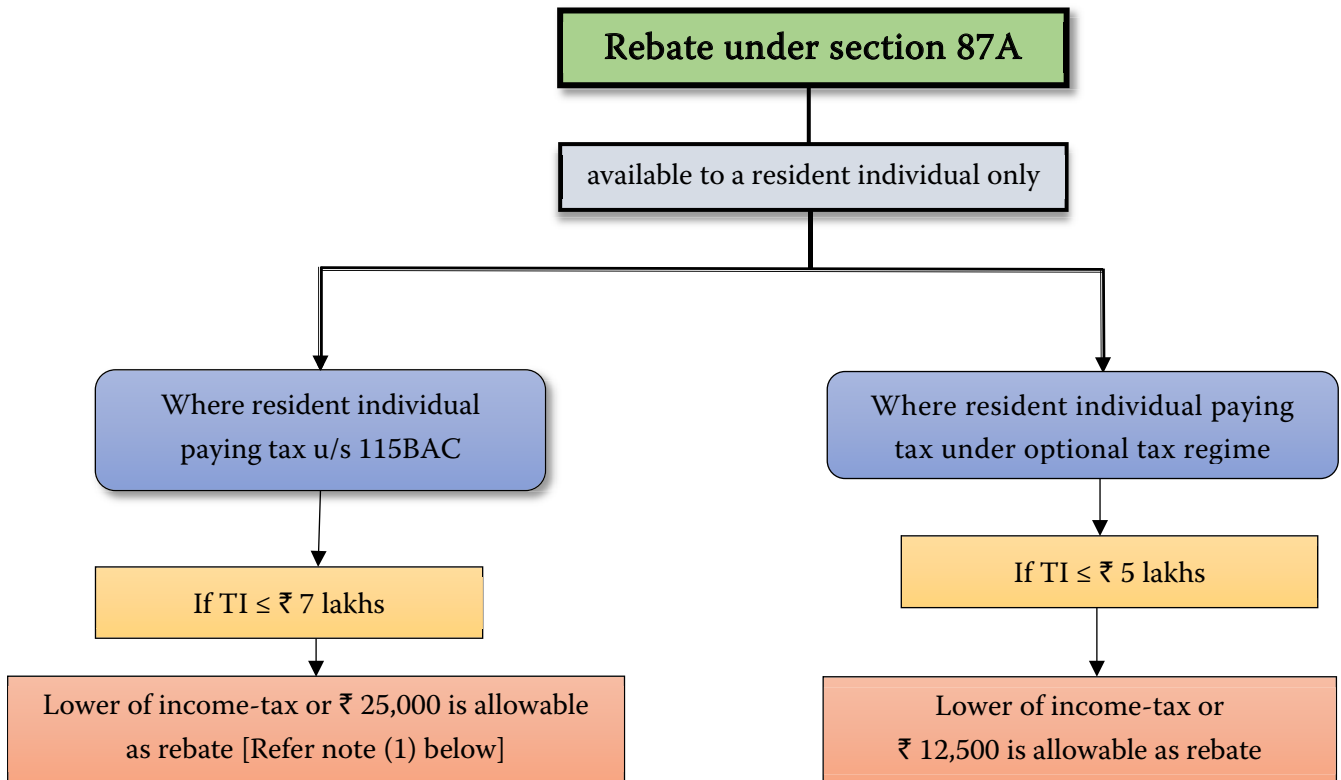 Rebate under section 87A
available to a resident individual only
Where resident individual
paying tax u/s 115BAC
If TI ≤ ₹ 7 lakhs
Lower of income-tax or ₹ 25,000 is allowable
as rebate [Refer note (1) below]
Where resident individual paying
tax under optional tax regime
If TI ≤ ₹ 5 lakhs
Lower of income-tax or
₹ 12,500 is allowable as rebate